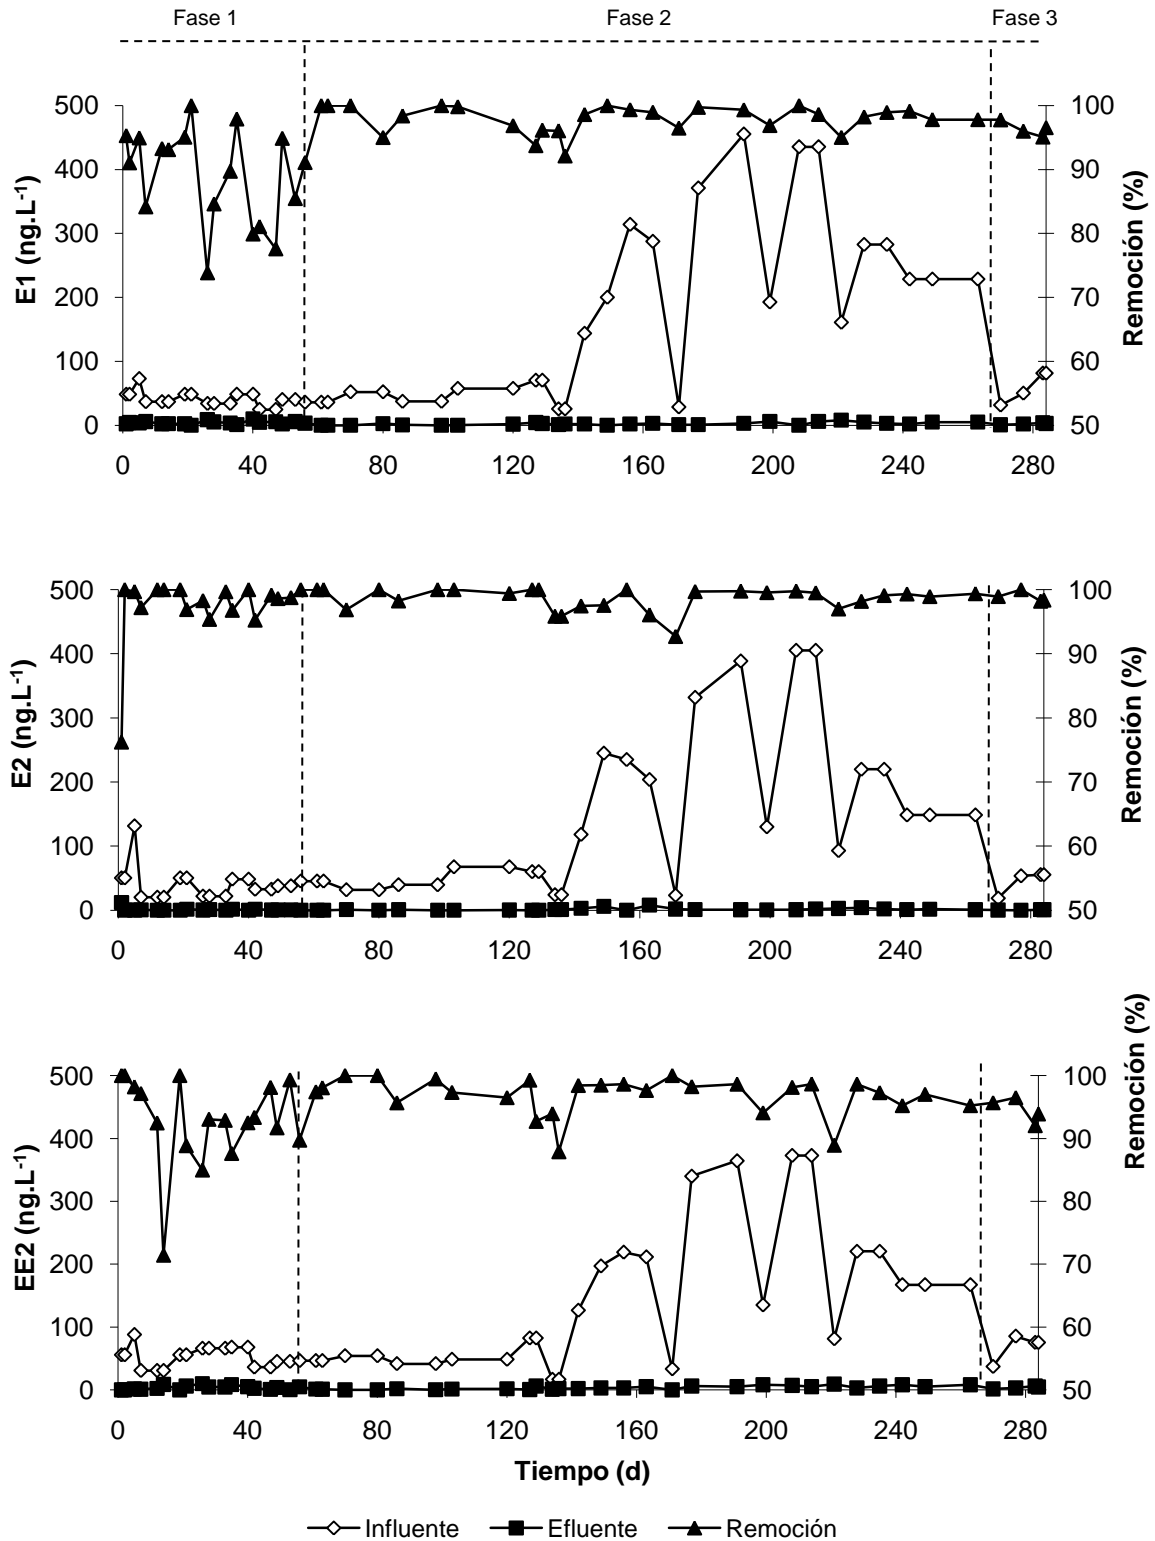 Fase 1 Fase 2 Fase 3
500 100
400 90
300 80
200 70
100 60
0 50
E1 (ng.L-1)
Remoción (%)
0 40 80 120 160 200 240 280
500 100
400 90
300 80
200 70
100 60
0 50
E2 (ng.L-1)
Remoción (%)
0 40 80 120 160 200 240 280
500 100
400 90
300 80
200 70
100 60
0 50
EE2 (ng.L-1)
Remoción (%)
0 40 80 120 160 200 240 280
Tiempo (d)
Influente Efluente Remoción